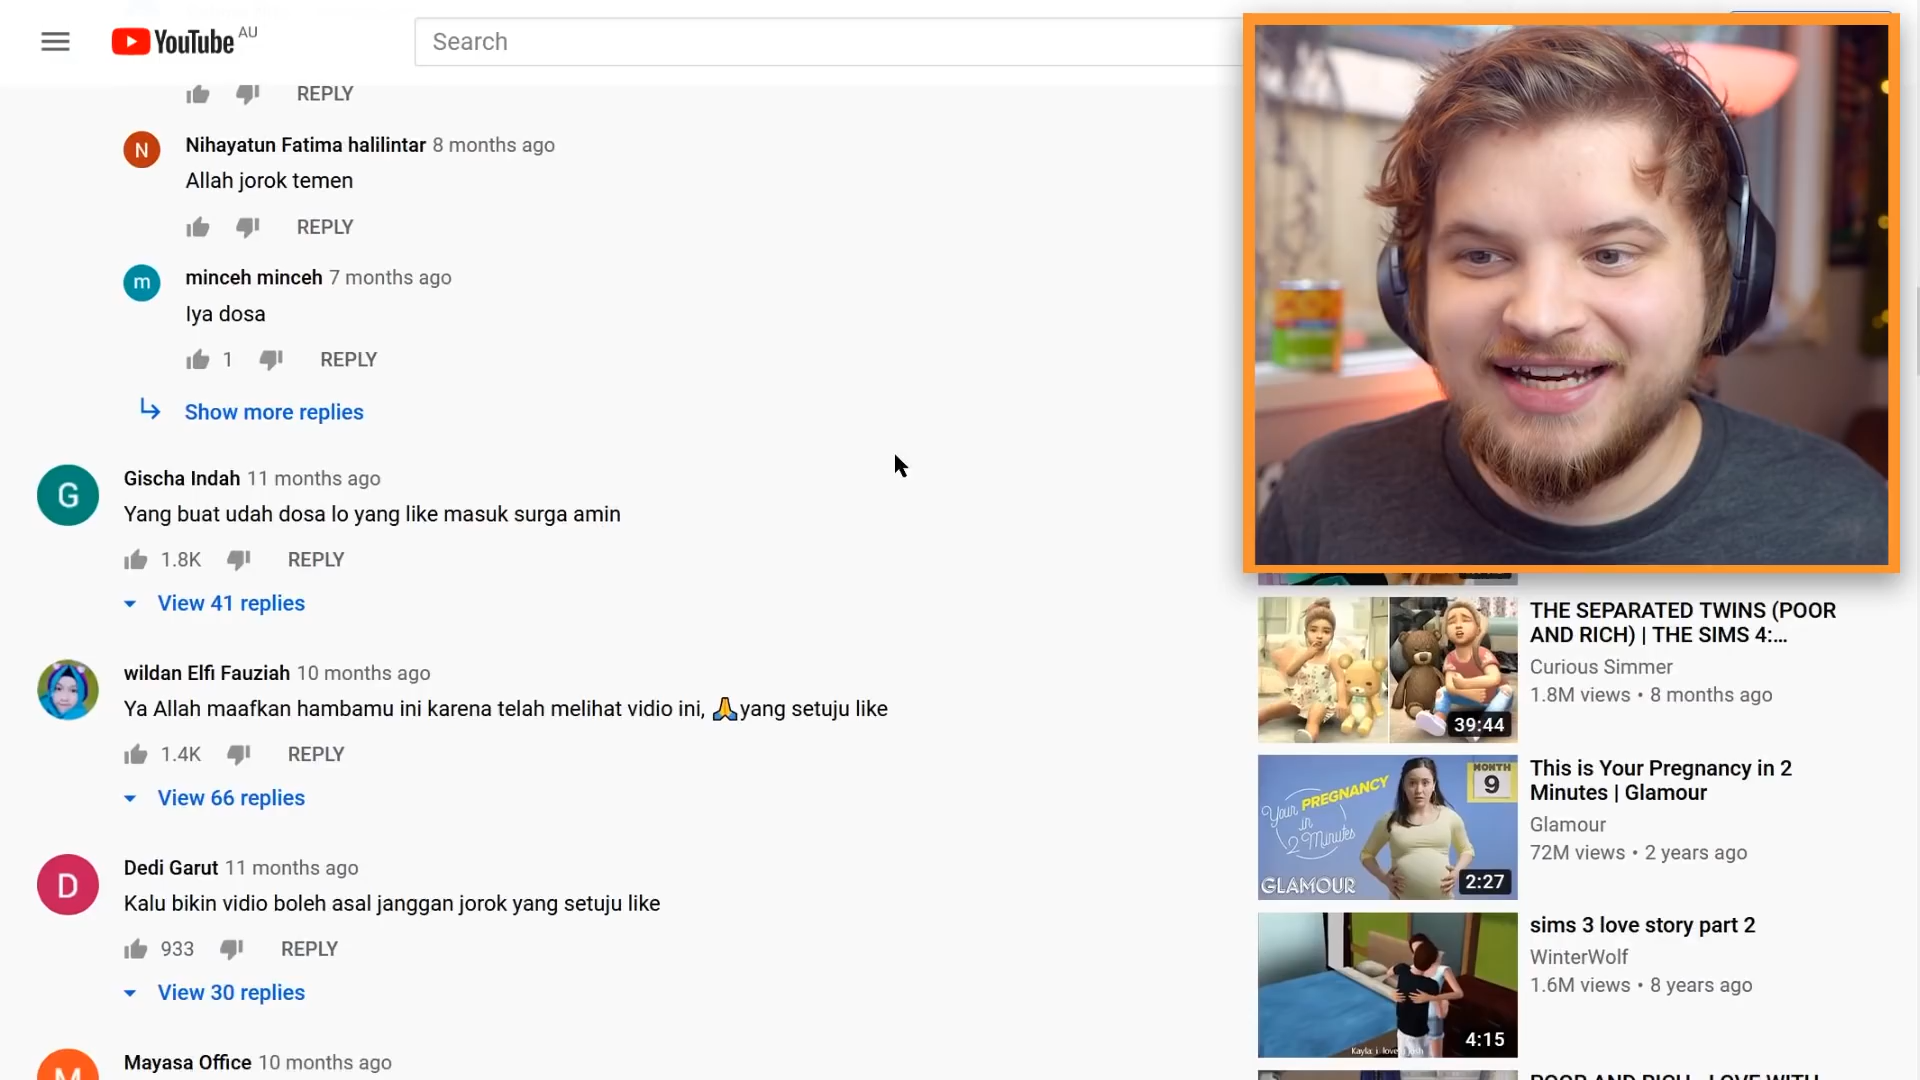 YouTube AU
Search
REPLY
Nihayatun Fatima halilintar 8 months ago
Allah jorok temen
REPLY
minceh minceh 7 months ago
Iya dosa
1 REPLY
Show more replies
Gischa Indah 11 months ago
Yang buat udah dosa lo yang like masuk surga amin
1.8K REPLY
View 41 replies
wildan Elfi Fauziah 10 months ago
Ya Allah maafkan hambamu ini karena telah melihat vidio ini, 🙏yang setuju like
1.4K REPLY
View 66 replies
Dedi Garut 11 months ago
Kalu bikin vidio boleh asal janggan jorok yang setuju like
933 REPLY
View 30 replies
Mayasa Office 10 months ago
N
m
G
D
M
THE SEPARATED TWINS (POOR
AND RICH) | THE SIMS 4:...
Curious Simmer
1.8M views • 8 months ago
39:44
This is Your Pregnancy in 2
Minutes | Glamour
Glamour
72M views • 2 years ago
Your PREGNANCY
in
2 Minutes
MONTH
9
GLAMOUR
2:27
sims 3 love story part 2
WinterWolf
1.6M views • 8 years ago
4:15
Kayla: i love
POOR AND RICH - LOVE WITH